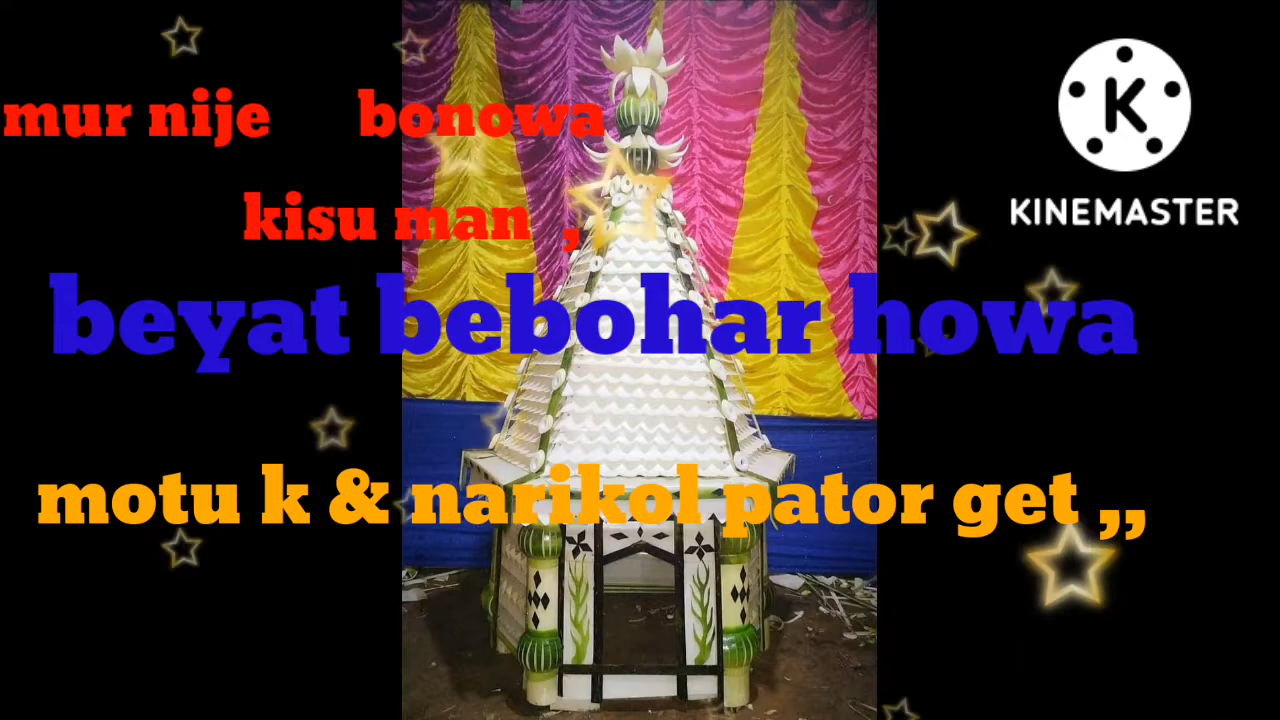 mur nije bonowa
kisu man ,
beyat bebohar howa
motu k & narikol pator get ,,
K
KINEMASTER